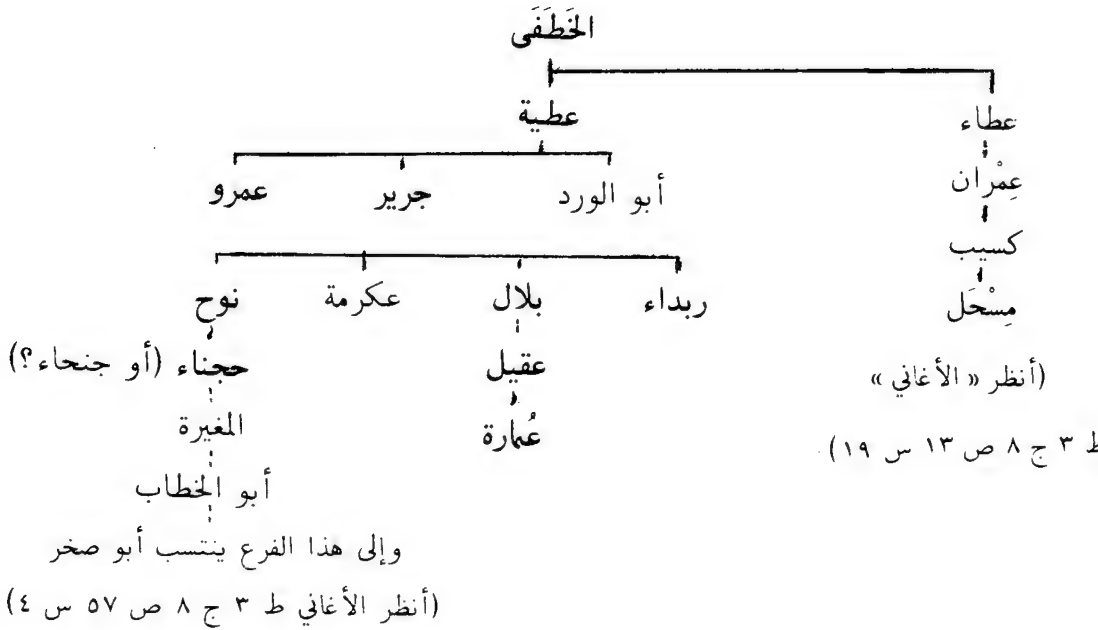 الخَطَفَى
عطية
عطاء
أبو الورد جرير عمرو
عِمْران
كسيب
ربداء بلال عكرمة نوح
مِسْحَل
عقيل حجناء (أو جنحاء؟)
(أنظر « الأغاني »
المغيرة
عُمارة
ط ٣ ج ٨ ص ١٣ س ١٩)
أبو الخطاب
وإلى هذا الفرع ينتسب أبو صخر
(أنظر الأغاني ط ٣ ج ٨ ص ٥٧ س ٤)